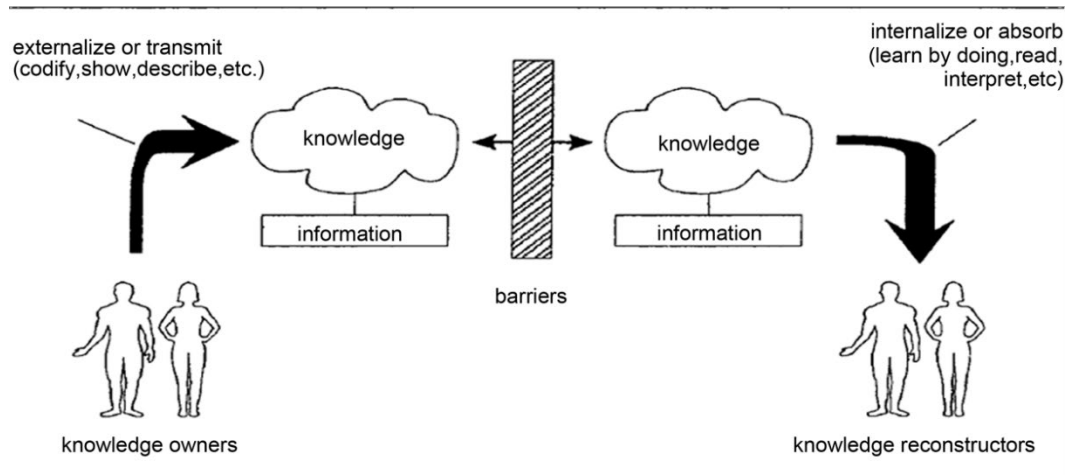 externalize or transmit
(codify,show,describe,etc.)
internalize or absorb
(learn by doing,read,
interpret,etc)
knowledge
knowledge
information
information
barriers
knowledge owners
knowledge reconstructors